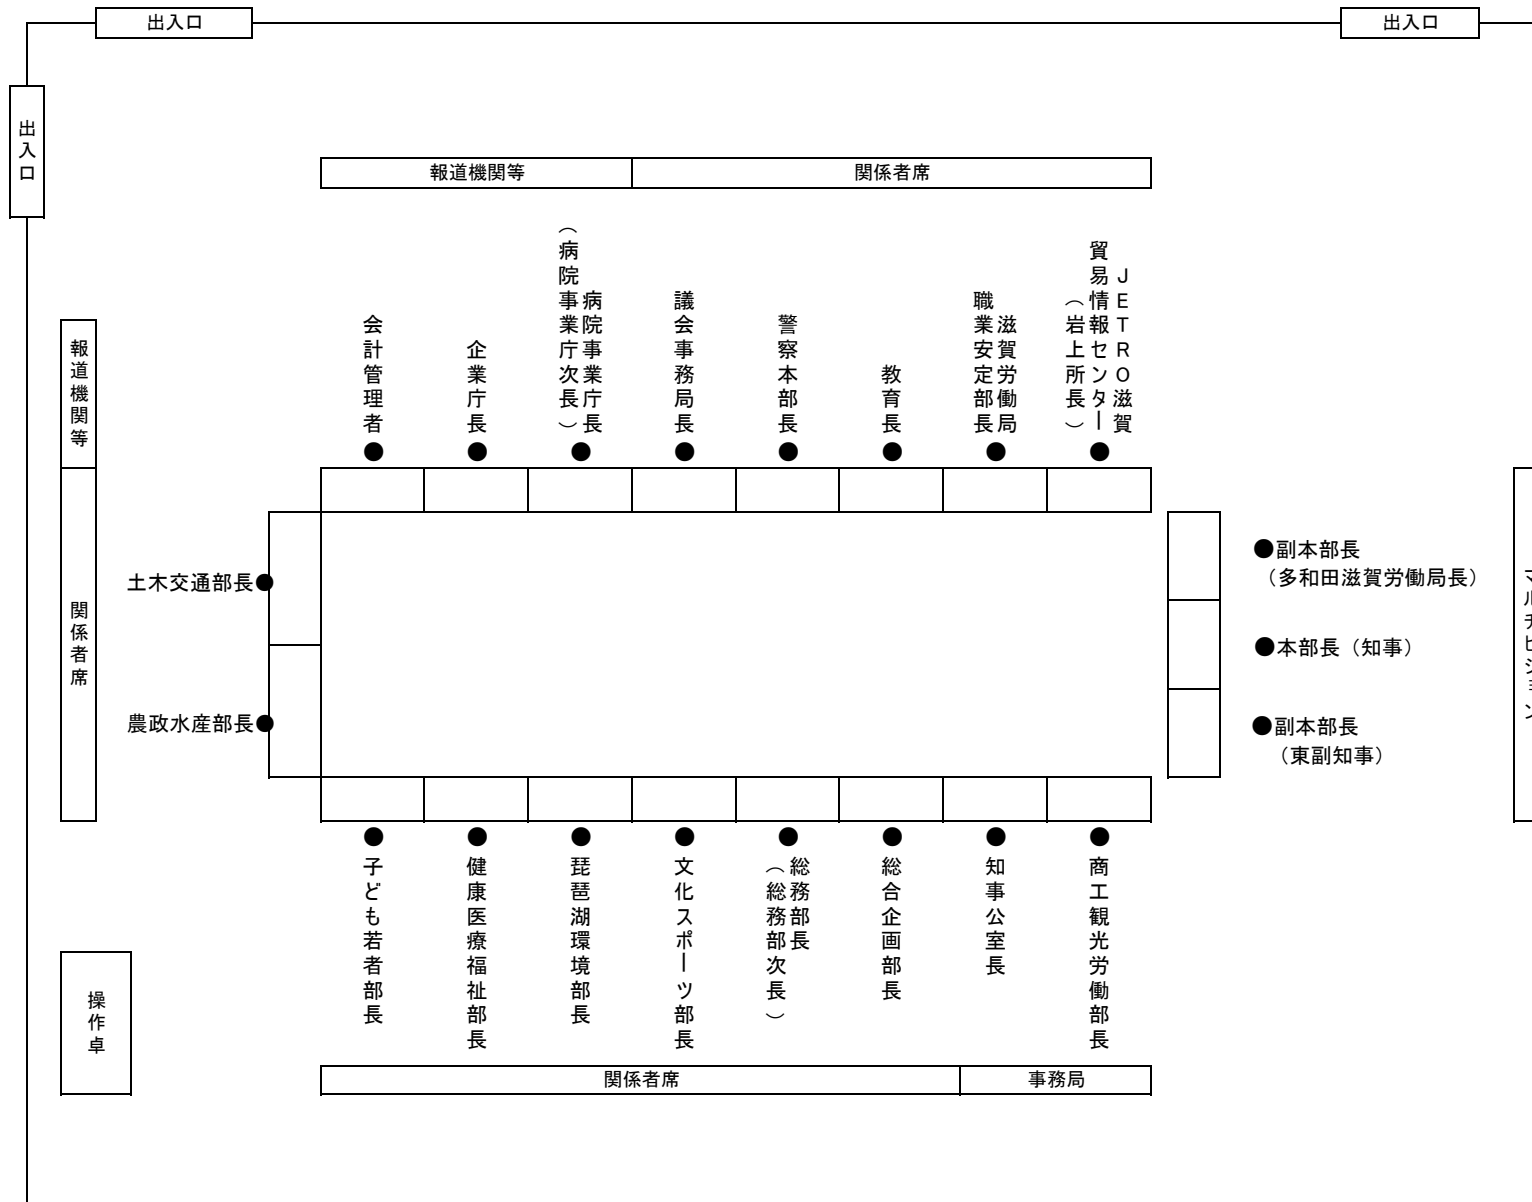 出入口
出入口
出入口
報道機関等
関係者席
会計管理者
企業庁長
病院事業庁長
（病院事業庁次長）
議会事務局長
警察本部長
教育長
滋賀労働局
職業安定部長
ＪＥＴＲＯ滋賀
貿易情報センター
（岩上所長）
報道機関等
関係者席
土木交通部長
農政水産部長
副本部長
（多和田滋賀労働局長）
本部長（知事）
副本部長
（東副知事）
マルチビジョン
子ども若者部長
健康医療福祉部長
琵琶湖環境部長
文化スポーツ部長
総務部長
（総務部次長）
総合企画部長
知事公室長
商工観光労働部長
操作卓
関係者席
事務局